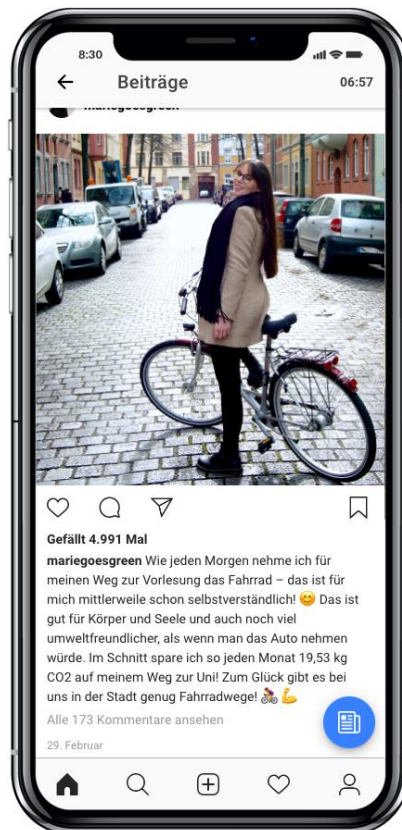 8:30
Beiträge
06:57
mariegoesgreen
Gefällt 4.991 Mal
mariegoesgreen Wie jeden Morgen nehme ich für
meinen Weg zur Vorlesung das Fahrrad – das ist für
mich mittlerweile schon selbstverständlich! 😊 Das ist
gut für Körper und Seele und auch noch viel
umweltfreundlicher, als wenn man das Auto nehmen
würde. Im Schnitt spare ich so jeden Monat 19,53 kg
CO2 auf meinem Weg zur Uni! Zum Glück gibt es bei
uns in der Stadt genug Fahrradwege! 🚴 💪
Alle 173 Kommentare ansehen
29. Februar